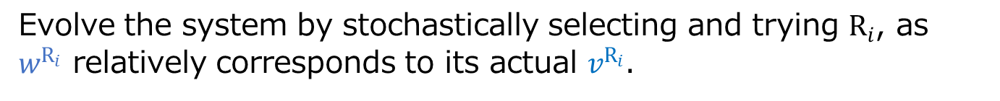 Evolve the system by stochastically selecting and trying Rᵢ, as
w^{Rᵢ} relatively corresponds to its actual v^{Rᵢ}.